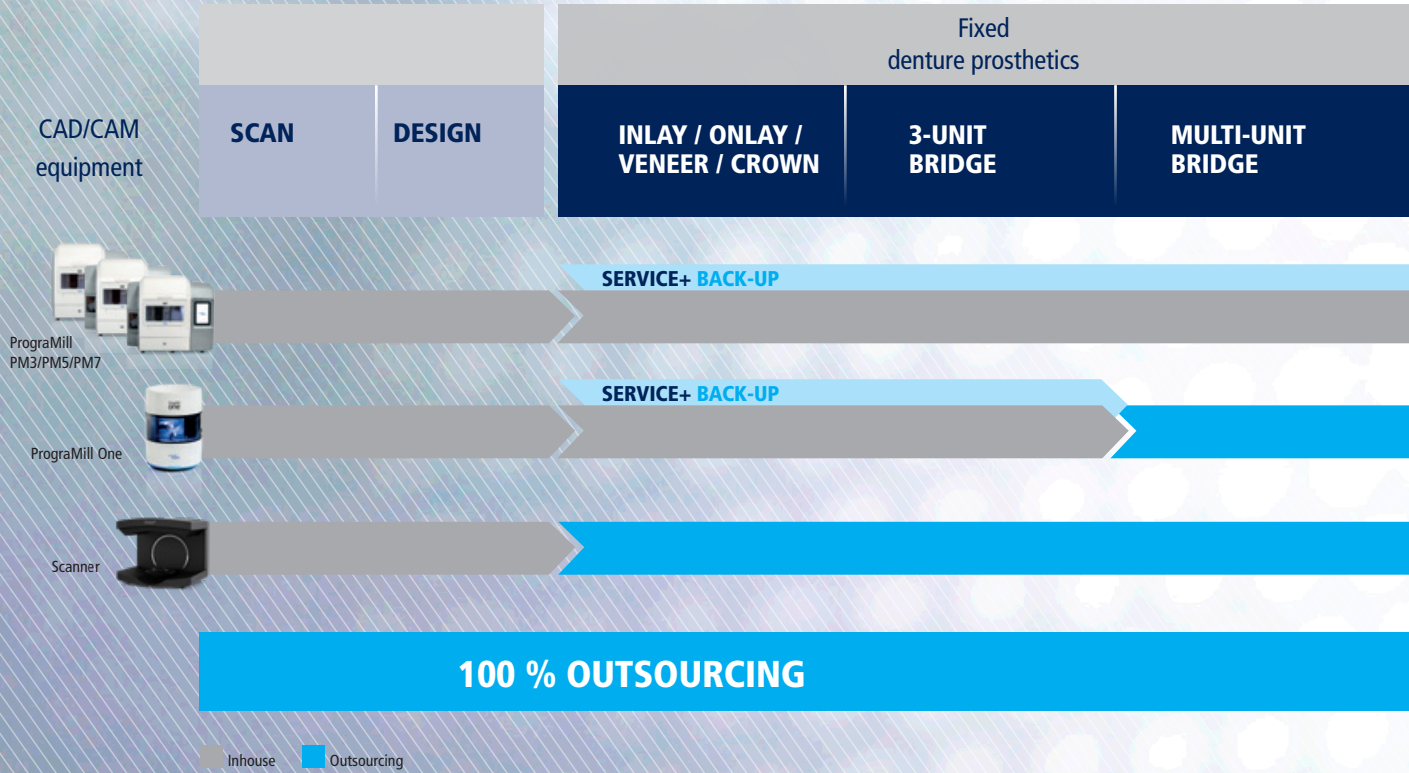 Fixed
denture prosthetics
CAD/CAM
equipment
SCAN
DESIGN
INLAY / ONLAY /
VENEER / CROWN
3-UNIT
BRIDGE
MULTI-UNIT
BRIDGE
SERVICE+ BACK-UP
PrograMill
PM3/PM5/PM7
SERVICE+ BACK-UP
one
PrograMill One
Scanner
100 % OUTSOURCING
Inhouse
Outsourcing